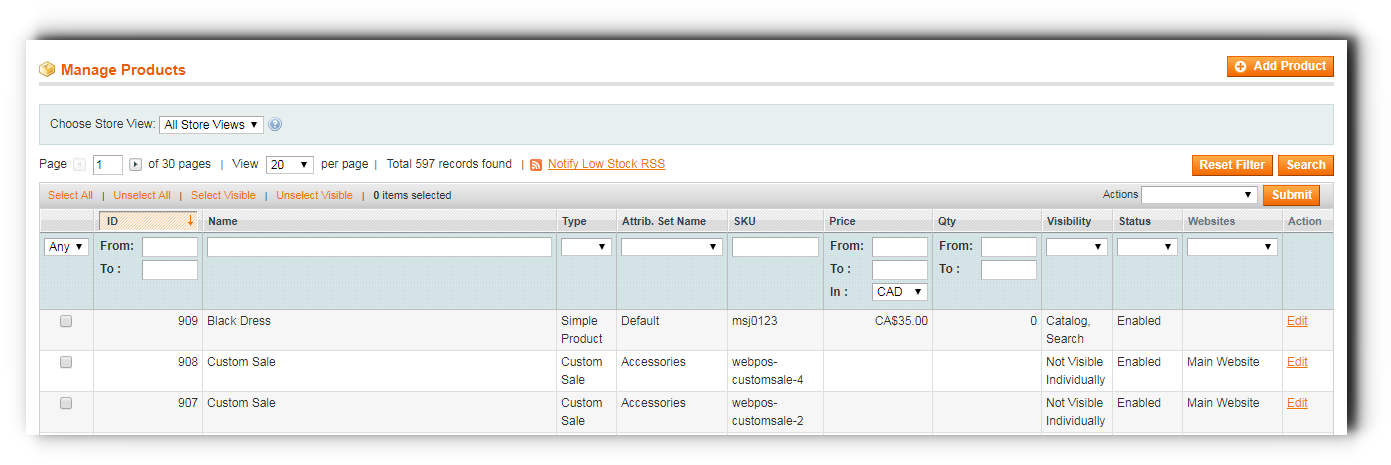 Manage Products
Add Product
Choose Store View: All Store Views
Page 1 of 30 pages | View 20 per page | Total 597 records found | Notify Low Stock RSS
Reset Filter Search
Select All | Unselect All | Select Visible | Unselect Visible | 0 items selected
Actions Submit
ID Name Type Attrib. Set Name SKU Price Qty Visibility Status Websites Action
Any From: From: From:
To : To : To :
In : CAD
909 Black Dress Simple Default msj0123 CA$35.00 0 Catalog, Enabled Edit
Product Search
908 Custom Sale Custom Accessories webpos- Not Visible Enabled Main Website Edit
Sale customsale-4 Individually
907 Custom Sale Custom Accessories webpos- Not Visible Enabled Main Website Edit
Sale customsale-2 Individually